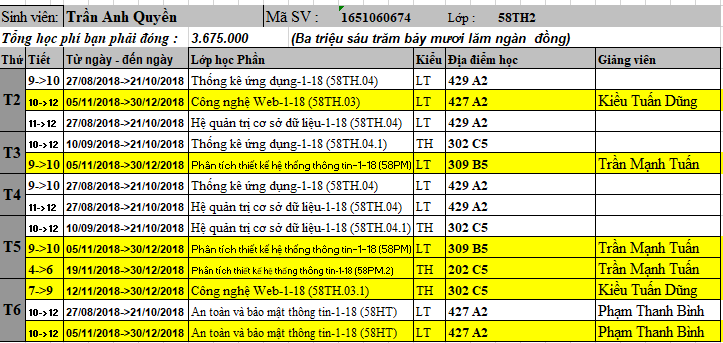 Sinh viên: Trần Anh Quyền Mã SV : 1651060674 Lớp : 58TH2
Tổng học phí bạn phải đóng : 3.675.000 (Ba triệu sáu trăm bảy mươi lăm ngàn đồng)
Thứ Tiết Từ ngày - đến ngày Lớp học Phần Kiểu Địa điểm học Giảng viên
9->10 27/08/2018->21/10/2018 Thống kê ứng dụng-1-18 (58TH.04) LT 429 A2
T2 10->12 05/11/2018->30/12/2018 Công nghệ Web-1-18 (58TH.03) LT 427 A2 Kiều Tuấn Dũng
11->12 27/08/2018->21/10/2018 Hệ quản trị cơ sở dữ liệu-1-18 (58TH.04) LT 429 A2
T3 10->12 10/09/2018->21/10/2018 Thống kê ứng dụng-1-18 (58TH.04.1) TH 302 C5
9->10 05/11/2018->30/12/2018 Phân tích thiết kế hệ thống thông tin-1-18 (58PM) LT 309 B5 Trần Mạnh Tuấn
T4 9->10 27/08/2018->21/10/2018 Thống kê ứng dụng-1-18 (58TH.04) LT 429 A2
11->12 27/08/2018->21/10/2018 Hệ quản trị cơ sở dữ liệu-1-18 (58TH.04) LT 429 A2
10->12 10/09/2018->21/10/2018 Hệ quản trị cơ sở dữ liệu-1-18 (58TH.04.1) TH 302 C5
T5 9->10 05/11/2018->30/12/2018 Phân tích thiết kế hệ thống thông tin-1-18 (58PM) LT 309 B5 Trần Mạnh Tuấn
4->6 19/11/2018->30/12/2018 Phân tích thiết kế hệ thống thông tin-1-18 (58PM.2) TH 202 C5 Trần Mạnh Tuấn
7->9 12/11/2018->30/12/2018 Công nghệ Web-1-18 (58TH.03.1) TH 302 C5 Kiều Tuấn Dũng
T6 10->12 27/08/2018->21/10/2018 An toàn và bảo mật thông tin-1-18 (58HT) LT 427 A2 Phạm Thanh Bình
10->12 05/11/2018->30/12/2018 An toàn và bảo mật thông tin-1-18 (58HT) LT 427 A2 Phạm Thanh Bình